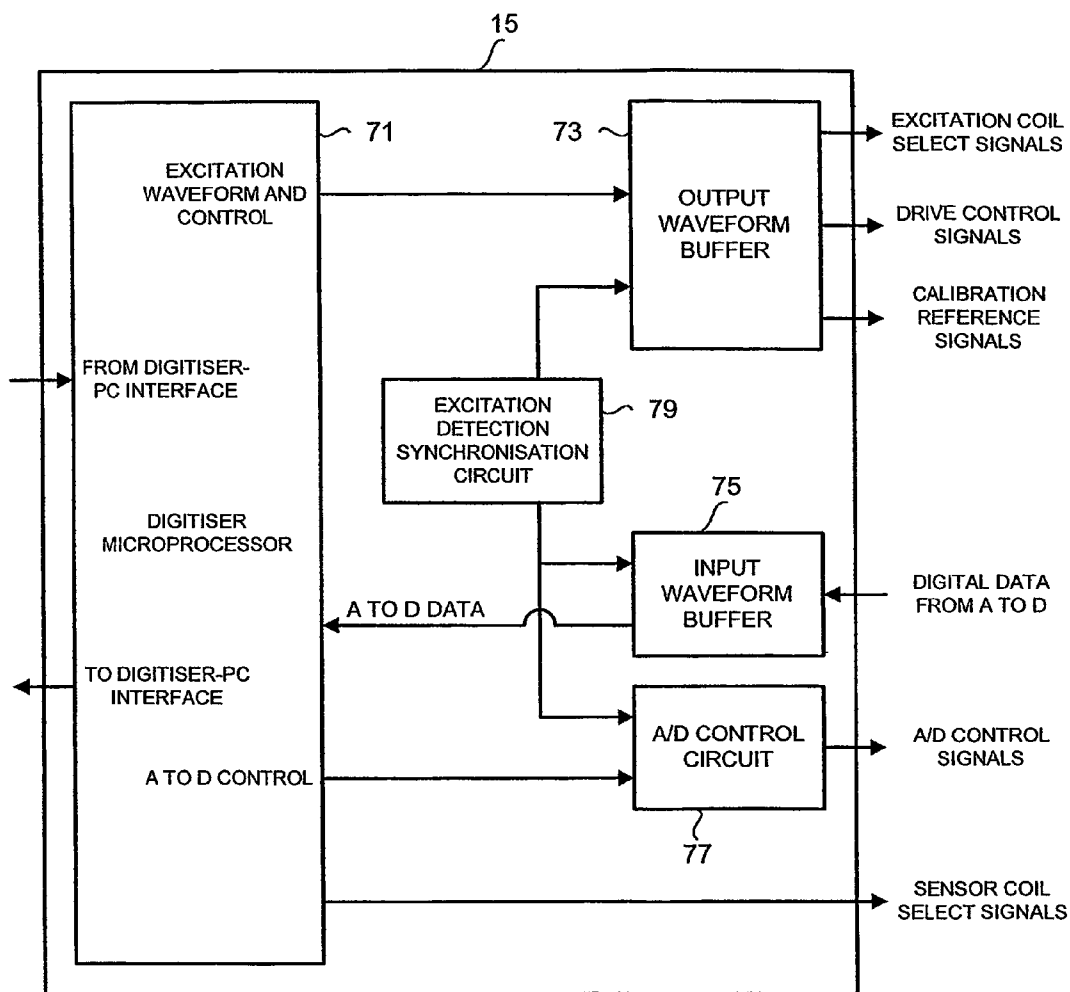 15
71
EXCITATION
WAVEFORM AND
CONTROL
73
OUTPUT
WAVEFORM
BUFFER
EXCITATION COIL
SELECT SIGNALS
DRIVE CONTROL
SIGNALS
CALIBRATION
REFERENCE
SIGNALS
FROM DIGITISER-
PC INTERFACE
EXCITATION
DETECTION
SYNCHRONISATION
CIRCUIT
79
DIGITISER
MICROPROCESSOR
75
INPUT
WAVEFORM
BUFFER
DIGITAL DATA
FROM A TO D
A TO D DATA
TO DIGITISER-PC
INTERFACE
A/D CONTROL
CIRCUIT
A/D CONTROL
SIGNALS
A TO D CONTROL
77
SENSOR COIL
SELECT SIGNALS